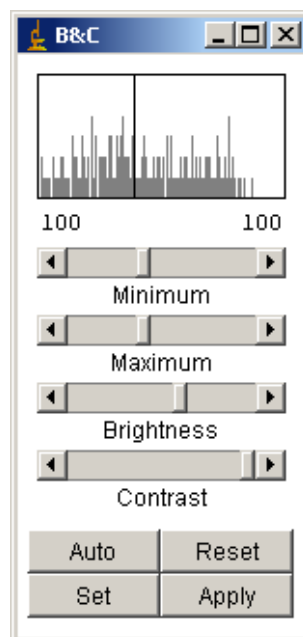 B&C
100 100
Minimum
Maximum
Brightness
Contrast
Auto Reset
Set Apply